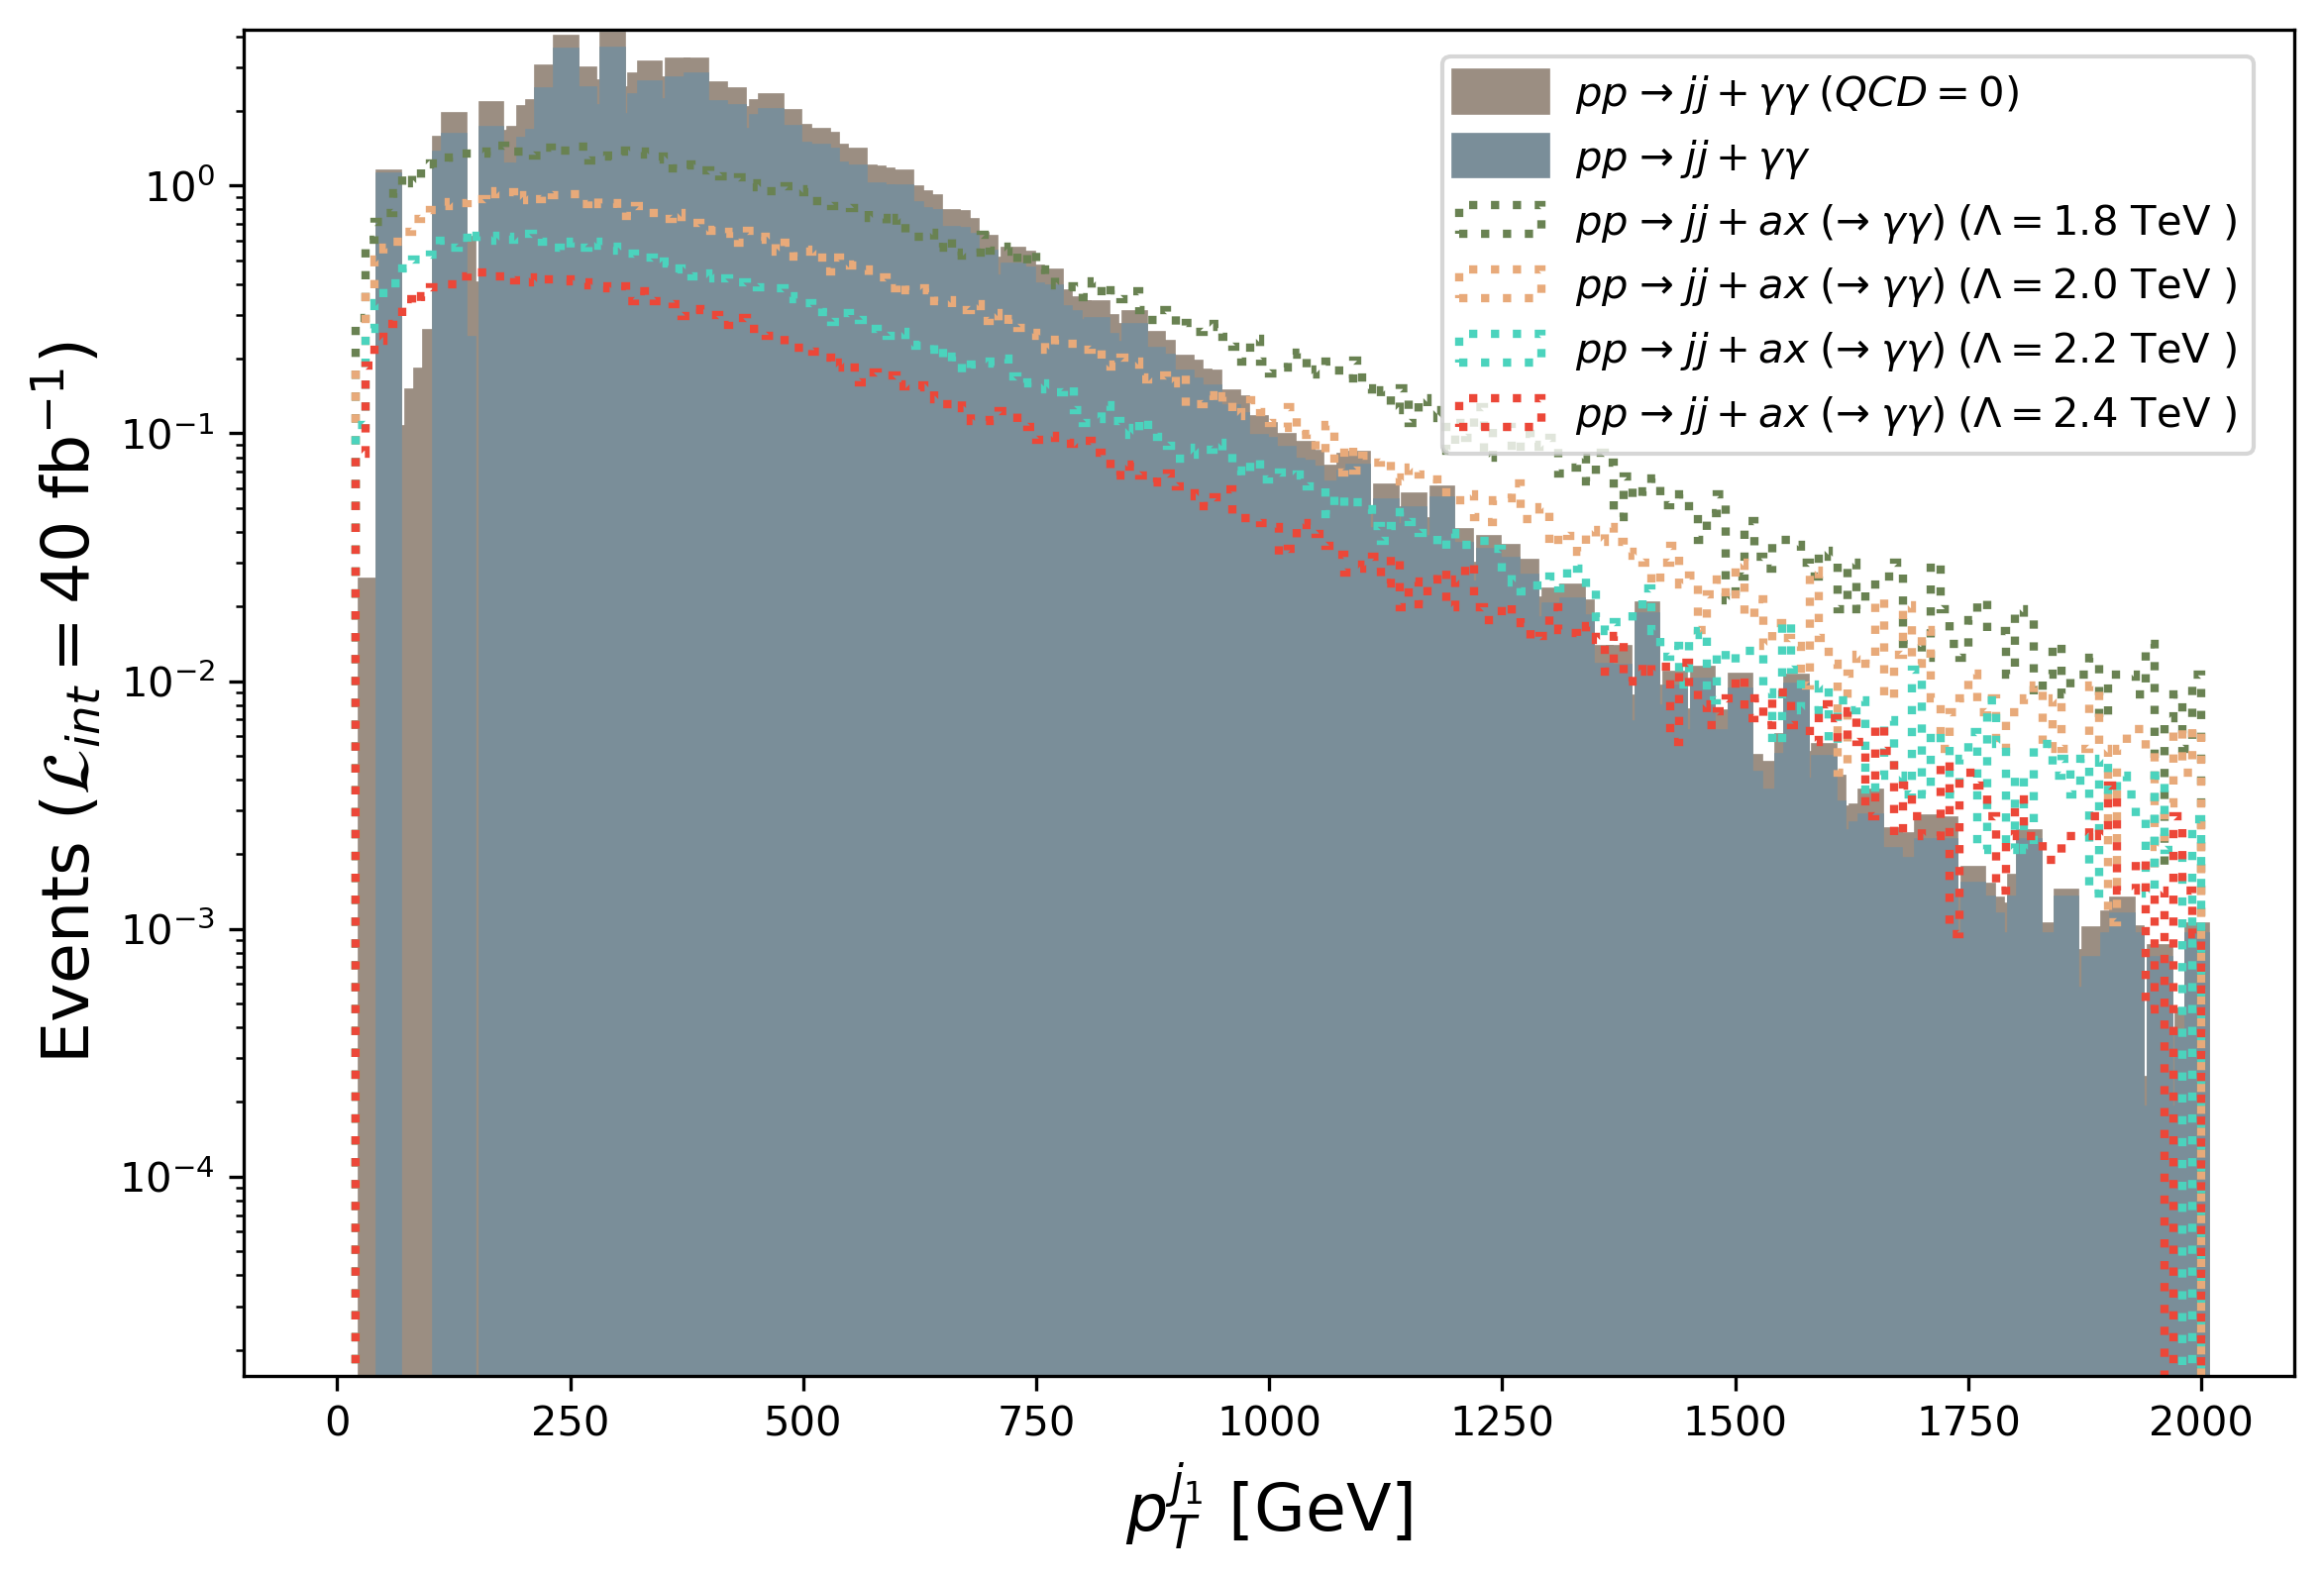 Events (ℒ_int = 40 fb⁻¹)
10⁰
10⁻¹
10⁻²
10⁻³
10⁻⁴
pp → jj + γγ (QCD = 0)
pp → jj + γγ
pp → jj + ax (→ γγ) (Λ = 1.8 TeV )
pp → jj + ax (→ γγ) (Λ = 2.0 TeV )
pp → jj + ax (→ γγ) (Λ = 2.2 TeV )
pp → jj + ax (→ γγ) (Λ = 2.4 TeV )
0 250 500 750 1000 1250 1500 1750 2000
p_T^{j_1} [GeV]